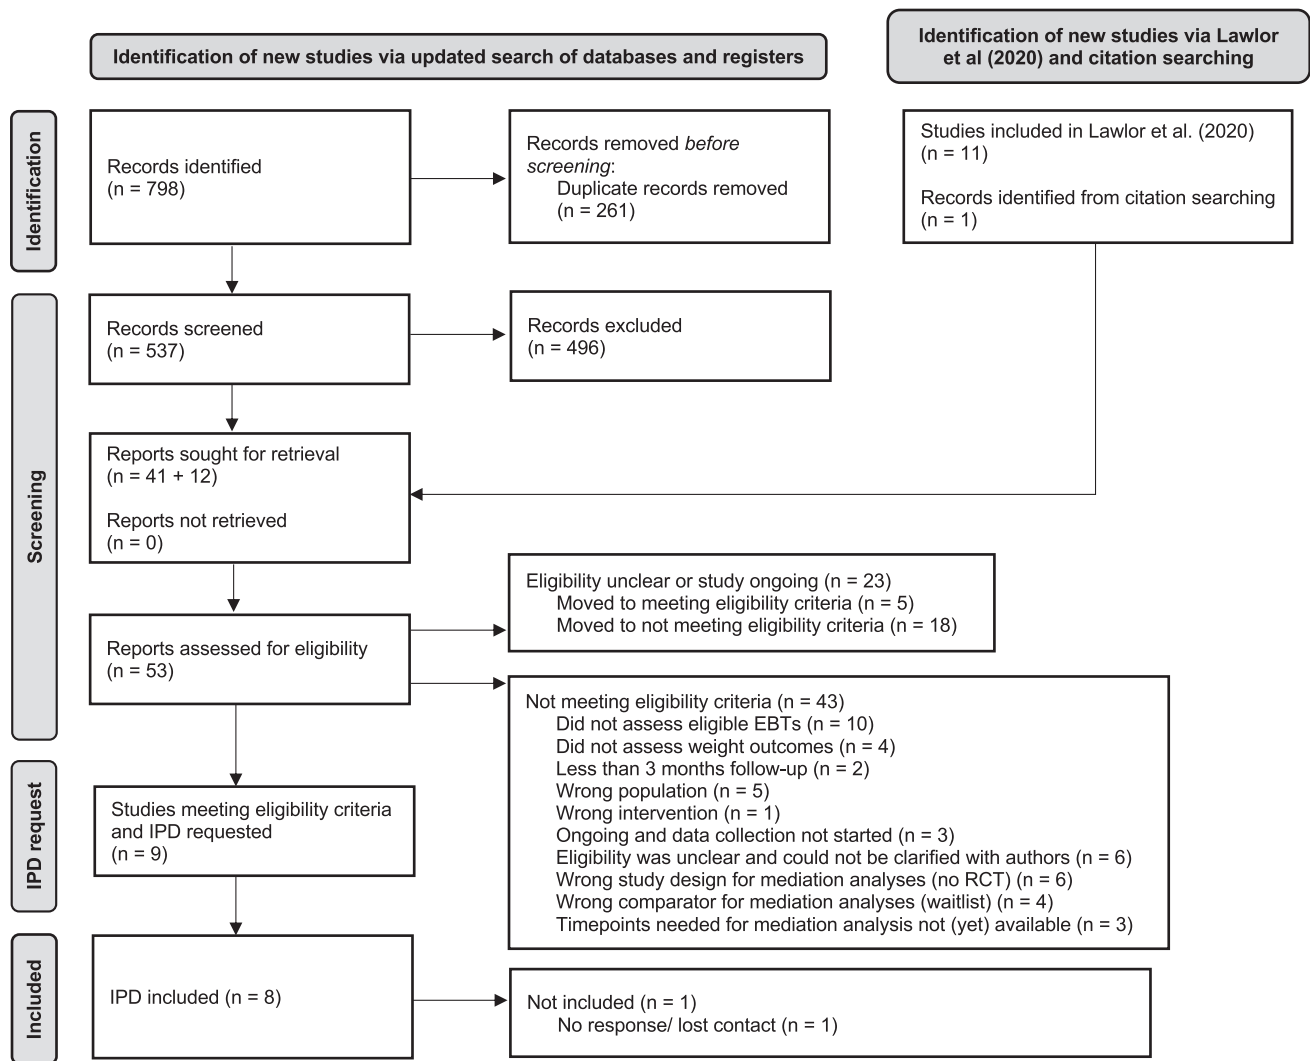 Identification of new studies via updated search of databases and registers
Identification of new studies via Lawlor
et al (2020) and citation searching
Identification
Records identified
(n = 798)
Records removed before
screening:
Duplicate records removed
(n = 261)
Studies included in Lawlor et al. (2020)
(n = 11)
Records identified from citation searching
(n = 1)
Screening
Records screened
(n = 537)
Records excluded
(n = 496)
Reports sought for retrieval
(n = 41 + 12)
Reports not retrieved
(n = 0)
Eligibility unclear or study ongoing (n = 23)
Moved to meeting eligibility criteria (n = 5)
Moved to not meeting eligibility criteria (n = 18)
Reports assessed for eligibility
(n = 53)
Not meeting eligibility criteria (n = 43)
Did not assess eligible EBTs (n = 10)
Did not assess weight outcomes (n = 4)
Less than 3 months follow-up (n = 2)
Wrong population (n = 5)
Wrong intervention (n = 1)
Ongoing and data collection not started (n = 3)
Eligibility was unclear and could not be clarified with authors (n = 6)
Wrong study design for mediation analyses (no RCT) (n = 6)
Wrong comparator for mediation analyses (waitlist) (n = 4)
Timepoints needed for mediation analysis not (yet) available (n = 3)
IPD request
Studies meeting eligibility criteria
and IPD requested
(n = 9)
Included
IPD included (n = 8)
Not included (n = 1)
No response/ lost contact (n = 1)